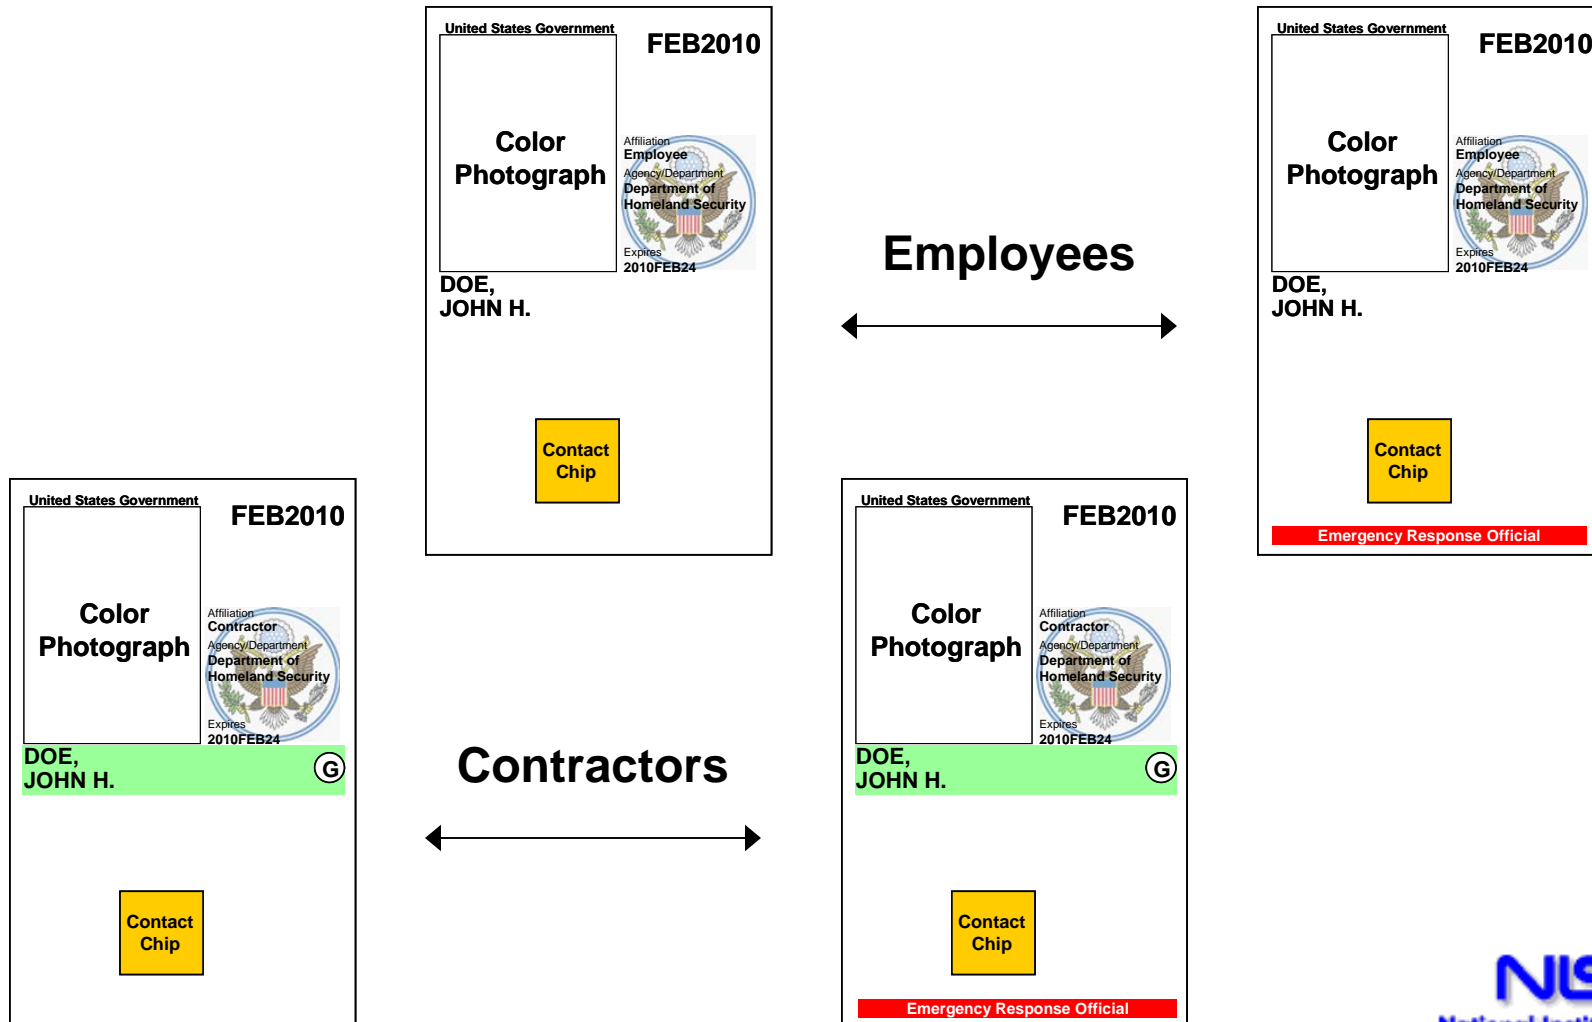 United States Government
FEB2010
Color
Photograph
Affiliation
Employee
Agency/Department
Department of
Homeland Security
Expires
2010FEB24
DOE,
JOHN H.
Contact
Chip
Employees
United States Government
FEB2010
Color
Photograph
Affiliation
Employee
Agency/Department
Department of
Homeland Security
Expires
2010FEB24
DOE,
JOHN H.
Contact
Chip
Emergency Response Official
United States Government
FEB2010
Color
Photograph
Affiliation
Contractor
Agency/Department
Department of
Homeland Security
Expires
2010FEB24
DOE,
JOHN H.
G
Contact
Chip
Contractors
United States Government
FEB2010
Color
Photograph
Affiliation
Contractor
Agency/Department
Department of
Homeland Security
Expires
2010FEB24
DOE,
JOHN H.
G
Contact
Chip
Emergency Response Official
National